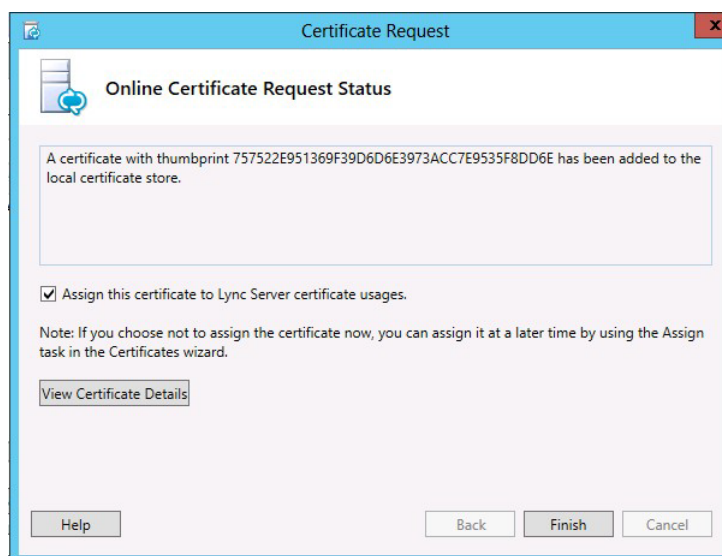 Certificate Request
x
Online Certificate Request Status
A certificate with thumbprint 757522E951369F39D6D6E3973ACC7E9535F8DD6E has been added to the
local certificate store.
Assign this certificate to Lync Server certificate usages.
Note: If you choose not to assign the certificate now, you can assign it at a later time by using the Assign
task in the Certificates wizard.
View Certificate Details
Help
Back
Finish
Cancel